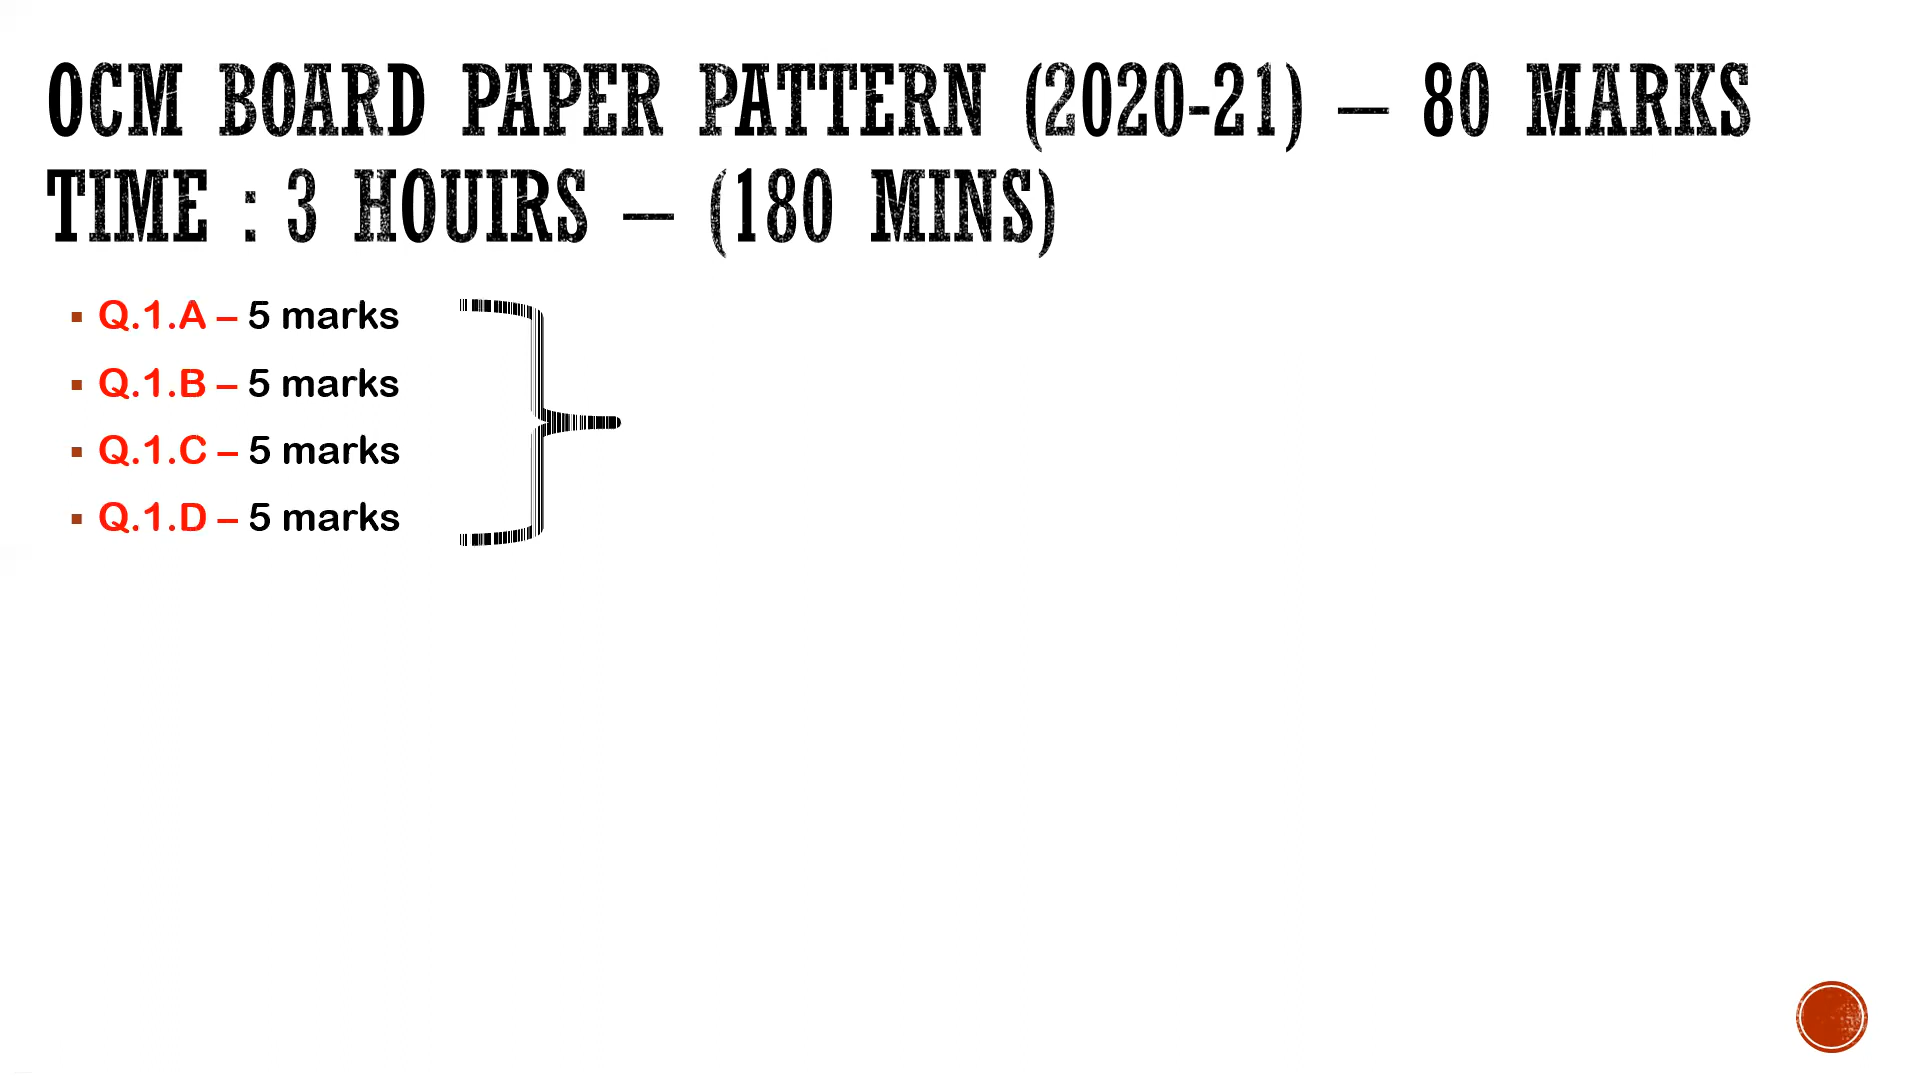 OCM BOARD PAPER PATTERN (2020-21) – 80 MARKS
TIME : 3 HOUIRS – (180 MINS)
▪ Q.1.A – 5 marks
▪ Q.1.B – 5 marks
▪ Q.1.C – 5 marks
▪ Q.1.D – 5 marks